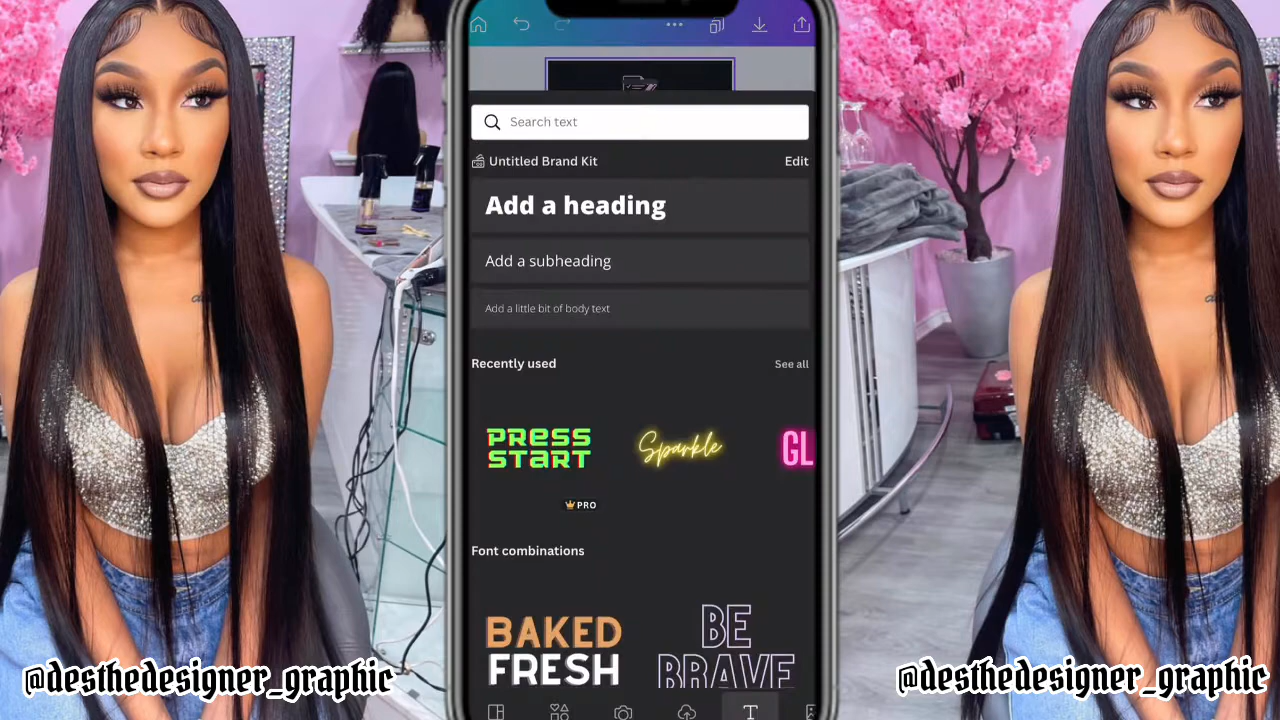 Search text
Untitled Brand Kit
Edit
Add a heading
Add a subheading
Add a little bit of body text
Recently used
See all
PRESS
START
Sparkle
GL
PRO
Font combinations
BAKED
FRESH
BE
BRAVE
T
@desthedesigner_graphic
@desthedesigner_graphic